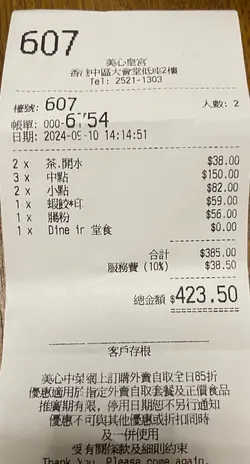 607
美心皇宮
香港中區大會堂低座2樓
Tel: 2521-1303
檯號: 607 人數: 2
帳單: 000-6754
日期: 2024-09-10 14:14:51
2 x 茶.開水 $38.00
3 x 中點 $150.00
2 x 小點 $82.00
1 x 蝦餃*印 $59.00
1 x 腸粉 $56.00
1 x Dine in 堂食 $0.00
合計 $385.00
服務費 (10%) $38.50
總金額 $423.50
客戶存根
美心中菜網上訂購外賣自取全日85折
優惠適用於指定外賣自取套餐及正價食品
推廣期有限，停用日期恕不另行通知
優惠不可與其他優惠或折扣同時
及一併使用
受有關條款及細則約束
Thank You. Please come again.